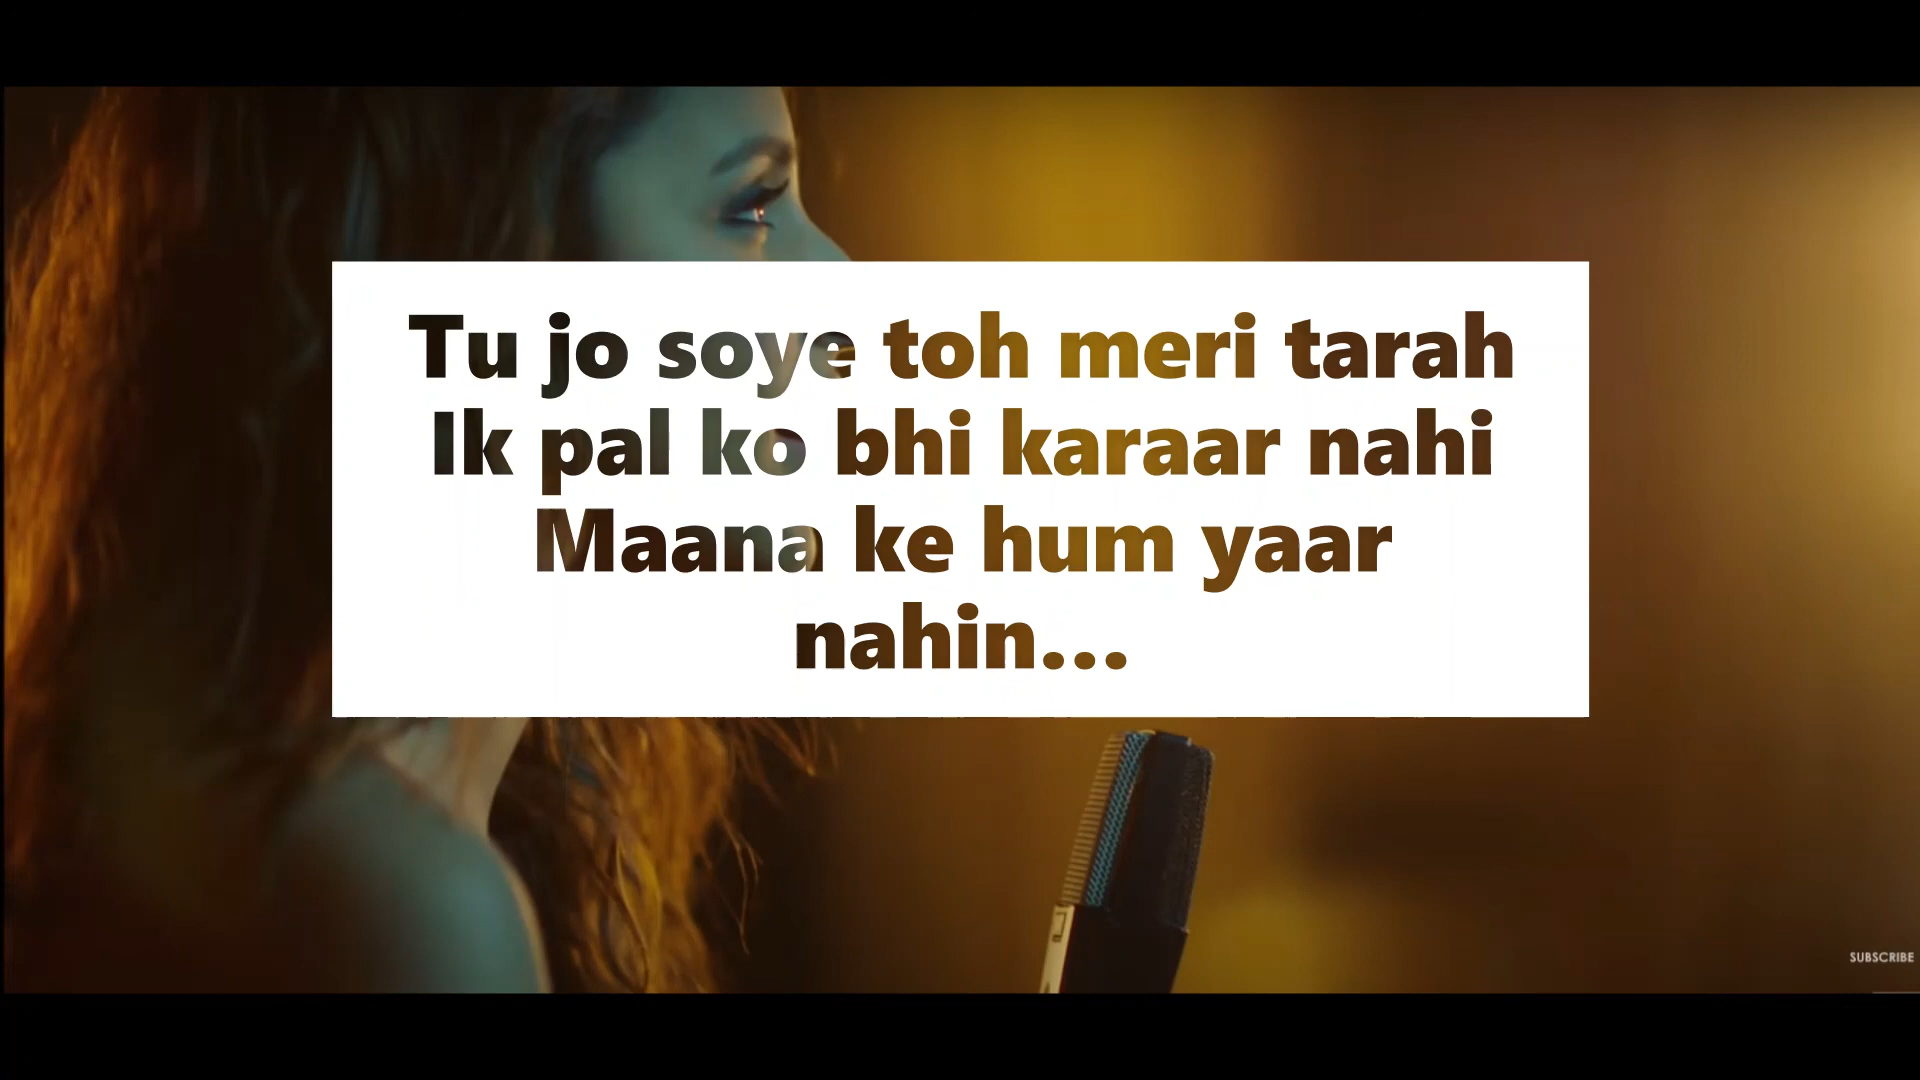 Tu jo soye toh meri tarah
Ik pal ko bhi karaar nahi
Maana ke hum yaar
nahin...
SUBSCRIBE